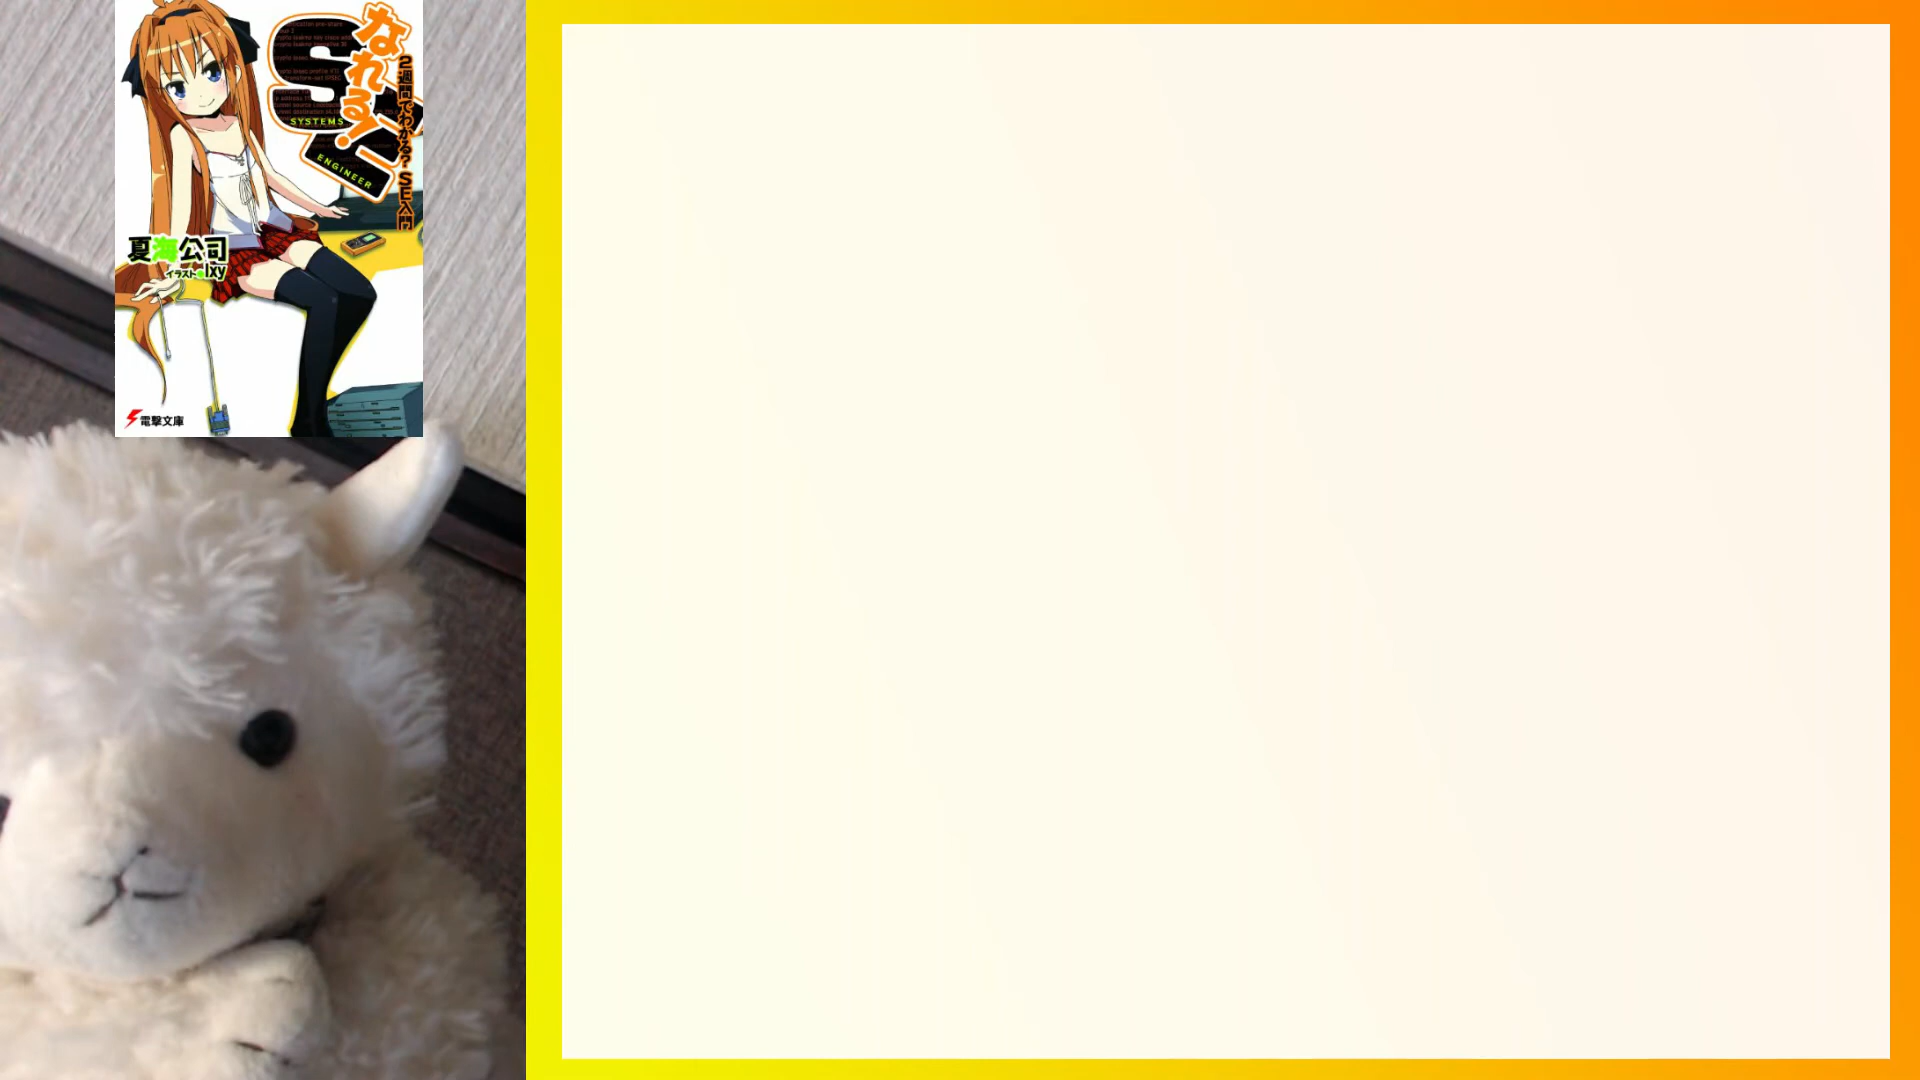 なれる!
SE
2週間でわかる? SE入門
SYSTEMS
ENGINEER
夏海公司
イラスト●Ixy
電撃文庫